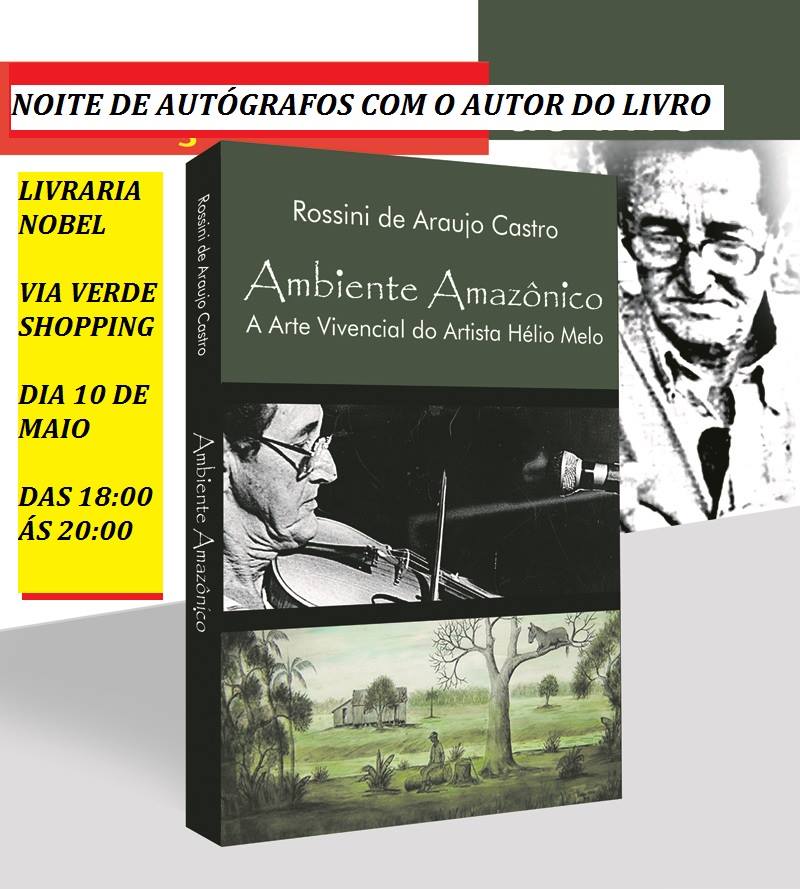 NOITE DE AUTÓGRAFOS COM O AUTOR DO LIVRO
LIVRARIA
NOBEL
VIA VERDE
SHOPPING
DIA 10 DE
MAIO
DAS 18:00
ÁS 20:00
Rossini de Araujo Castro
Ambiente Amazônico
Rossini de Araujo Castro
Ambiente Amazônico
A Arte Vivencial do Artista Hélio Melo